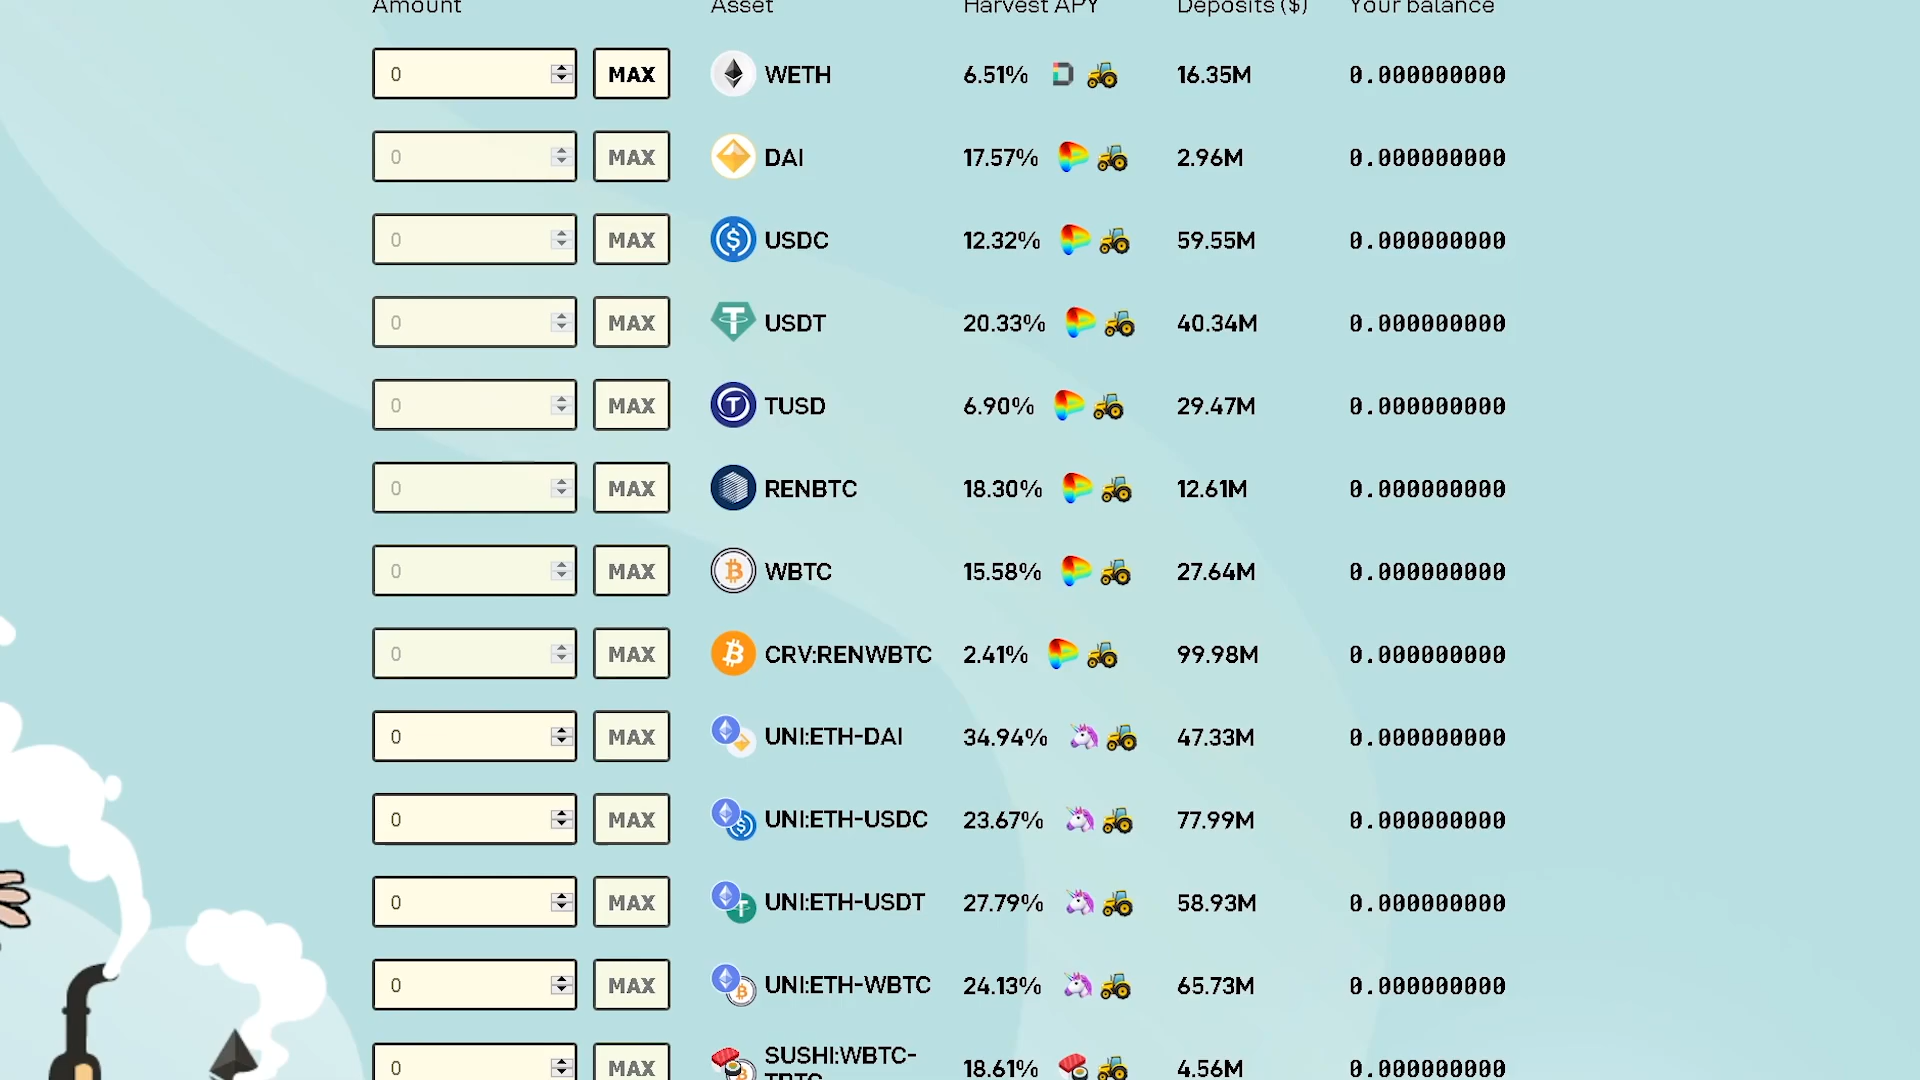 Amount Asset Harvest APY Deposits ($) Your balance
0 MAX WETH 6.51% 16.35M 0.000000000
0 MAX DAI 17.57% 2.96M 0.000000000
0 MAX USDC 12.32% 59.55M 0.000000000
0 MAX USDT 20.33% 40.34M 0.000000000
0 MAX TUSD 6.90% 29.47M 0.000000000
0 MAX RENBTC 18.30% 12.61M 0.000000000
0 MAX WBTC 15.58% 27.64M 0.000000000
0 MAX CRV:RENWBTC 2.41% 99.98M 0.000000000
0 MAX UNI:ETH-DAI 34.94% 47.33M 0.000000000
0 MAX UNI:ETH-USDC 23.67% 77.99M 0.000000000
0 MAX UNI:ETH-USDT 27.79% 58.93M 0.000000000
0 MAX UNI:ETH-WBTC 24.13% 65.73M 0.000000000
0 MAX SUSHI:WBTC- 18.61% 4.56M 0.000000000
TBTC